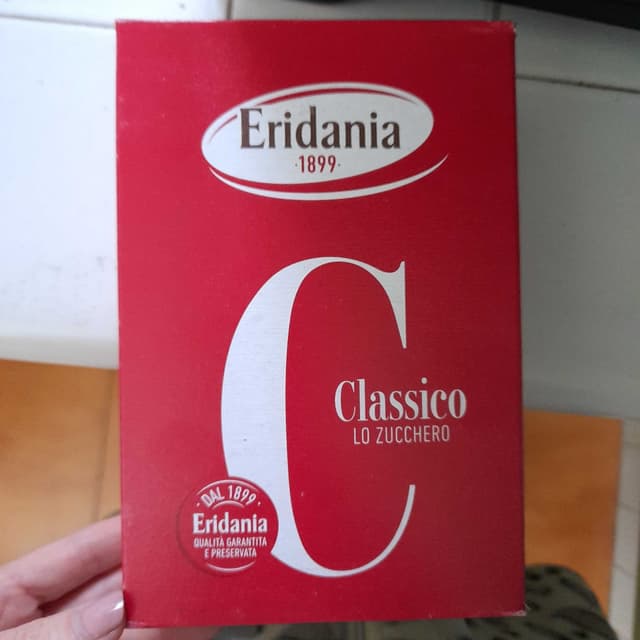 Eridania
·1899·
C
Classico
LO ZUCCHERO
· DAL 1899 ·
Eridania
QUALITÀ GARANTITA
E PRESERVATA